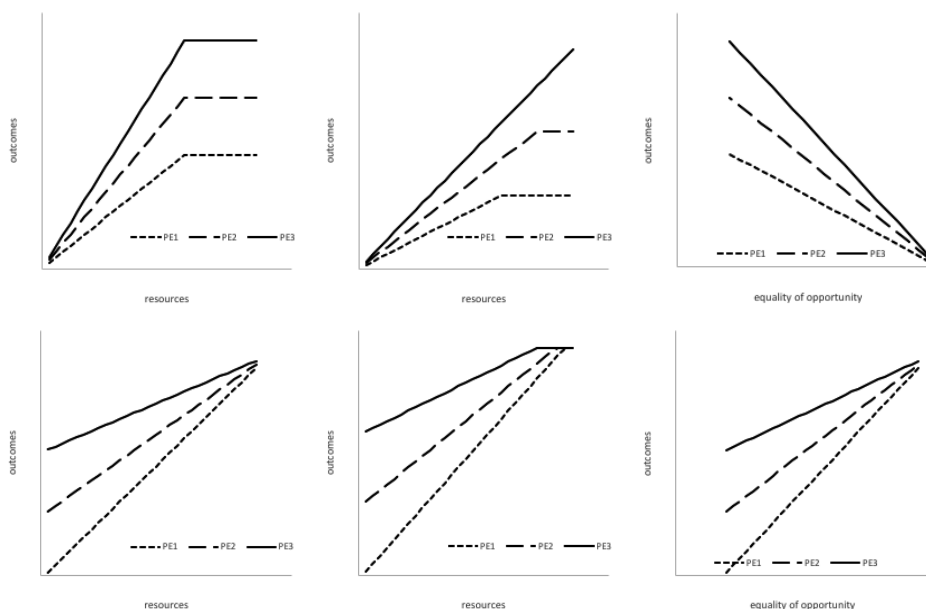 outcomes
PE1 PE2 PE3
resources
outcomes
PE1 PE2 PE3
resources
outcomes
PE1 PE2 PE3
equality of opportunity
outcomes
PE1 PE2 PE3
resources
outcomes
PE1 PE2 PE3
resources
outcomes
PE1 PE2 PE3
equality of opportunity